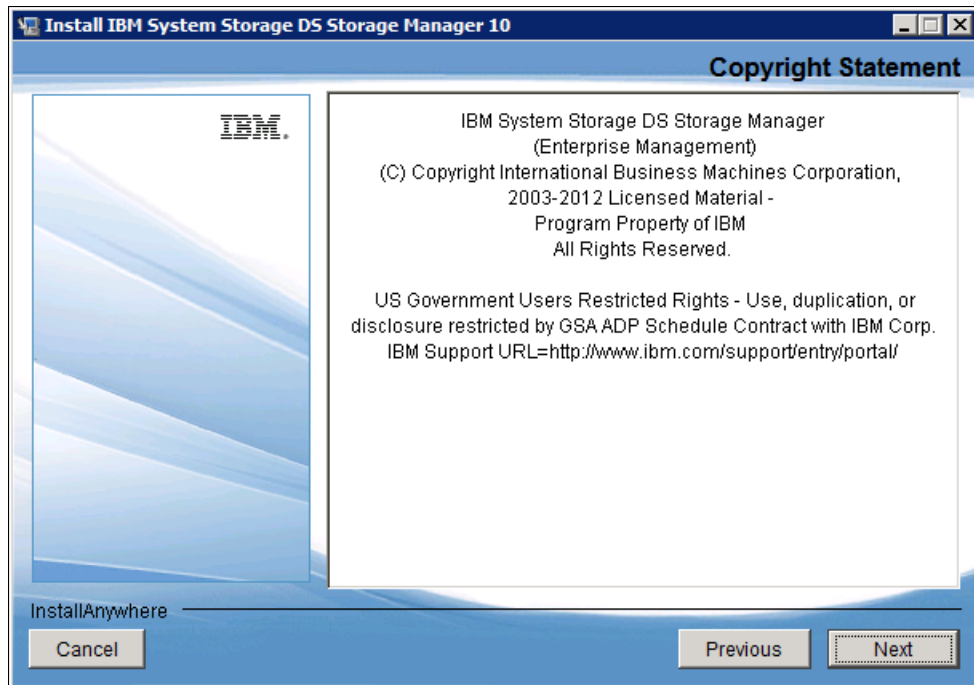 Install IBM System Storage DS Storage Manager 10
Copyright Statement
IBM.
IBM System Storage DS Storage Manager
(Enterprise Management)
(C) Copyright International Business Machines Corporation,
2003-2012 Licensed Material -
Program Property of IBM
All Rights Reserved.
US Government Users Restricted Rights - Use, duplication, or
disclosure restricted by GSA ADP Schedule Contract with IBM Corp.
IBM Support URL=http://www.ibm.com/support/entry/portal/
InstallAnywhere
Cancel
Previous
Next